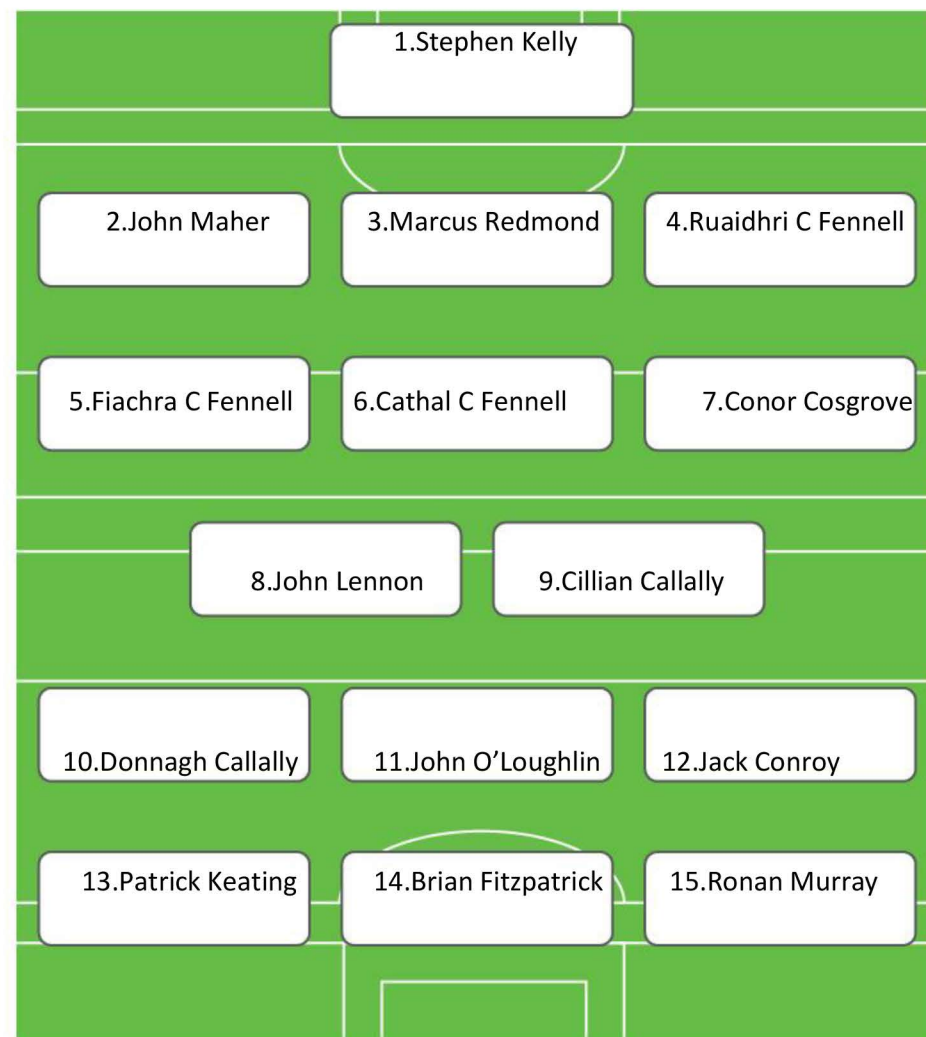 1.Stephen Kelly
2.John Maher
3.Marcus Redmond
4.Ruaidhri C Fennell
5.Fiachra C Fennell
6.Cathal C Fennell
7.Conor Cosgrove
8.John Lennon
9.Cillian Callally
10.Donnagh Callally
11.John O’Loughlin
12.Jack Conroy
13.Patrick Keating
14.Brian Fitzpatrick
15.Ronan Murray